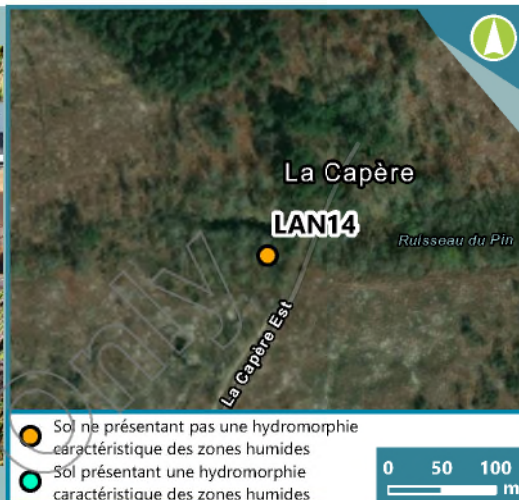 La Capère
LAN14
Ruisseau du Pin
La Capère Est
only
Sol ne présentant pas une hydromorphie
caractéristique des zones humides
Sol présentant une hydromorphie
caractéristique des zones humides
0 50 100
m